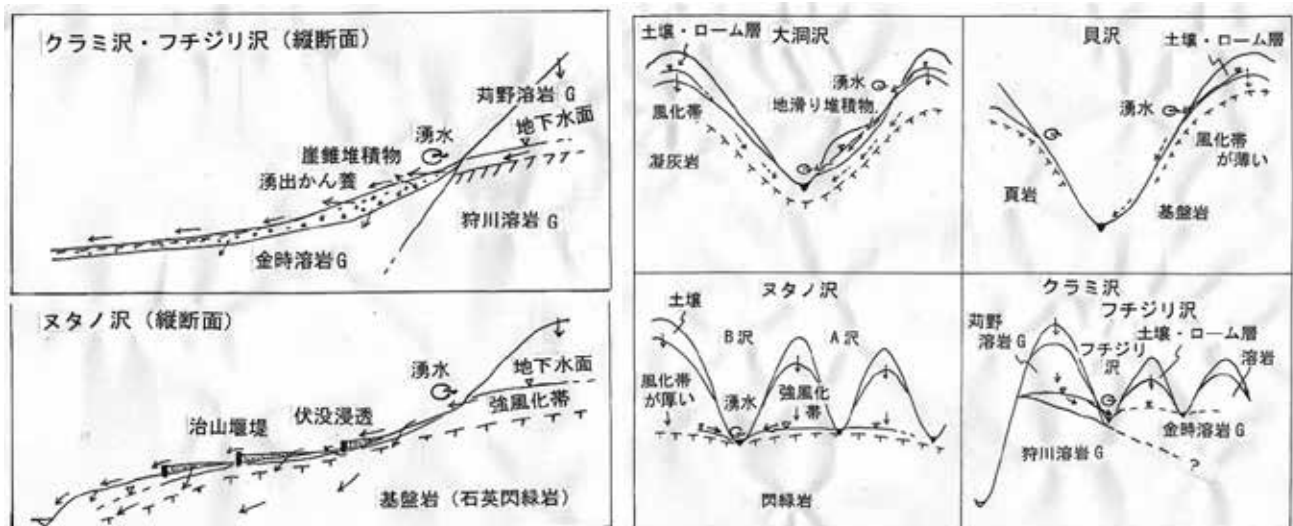 クラミ沢・フチジリ沢（縦断面）
苅野溶岩 G
地下水面
湧水
崖錐堆積物
湧出かん養
狩川溶岩 G
金時溶岩 G
ヌタノ沢（縦断面）
湧水
地下水面
強風化帯
伏没浸透
治山堰堤
基盤岩（石英閃緑岩）
土壌・ローム層
大洞沢
湧水
地滑り堆積物
風化帯
凝灰岩
貝沢
土壌・ローム層
湧水
風化帯
が薄い
頁岩
基盤岩
ヌタノ沢
土壌
B沢
A沢
風化帯
が厚い
湧水
強風化
帯
閃緑岩
クラミ沢
フチジリ沢
苅野
溶岩G
土壌・ローム層
フチジリ
沢
溶岩
金時溶岩 G
狩川溶岩 G
?